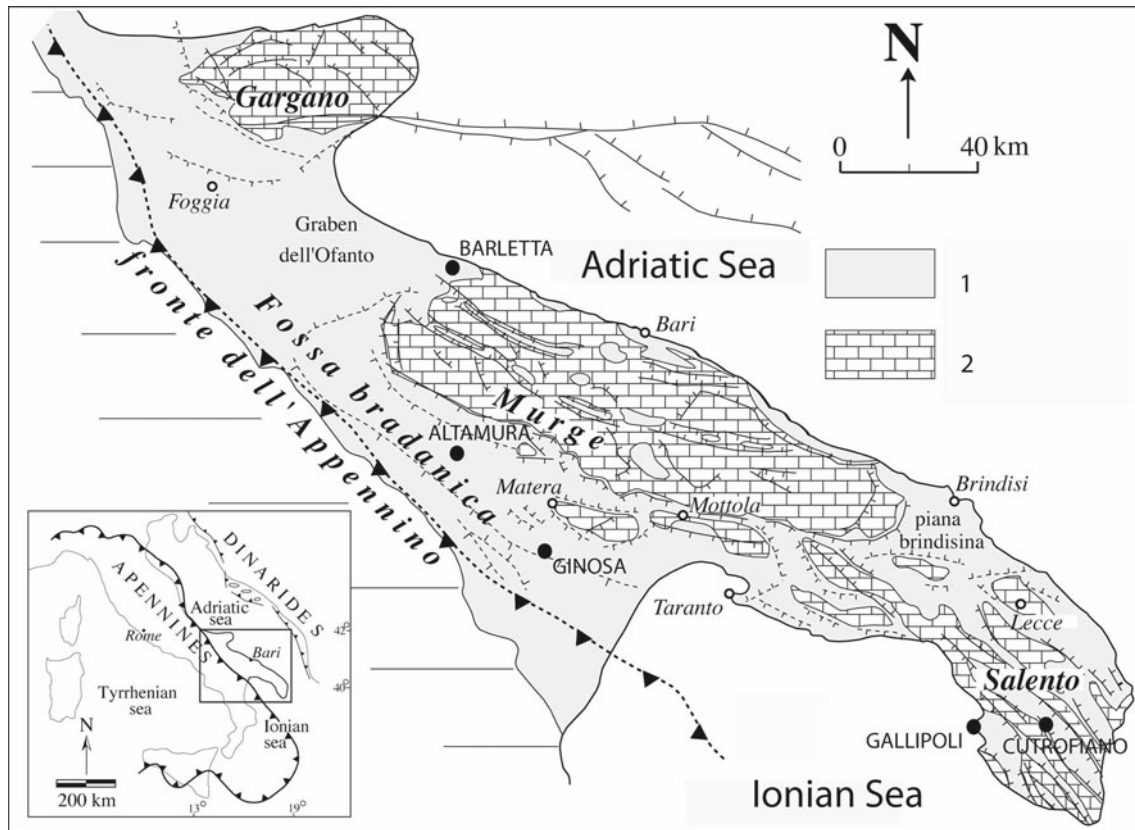 N
0 40 km
Gargano
Foggia
Graben
dell'Ofanto
BARLETTA
Adriatic Sea
1
2
Bari
fronte dell'Appennino
Fossa bradanica
Murge
ALTAMURA
Matera
Mottola
Brindisi
piana
brindisina
GINOSA
Taranto
Lecce
Salento
GALLIPOLI
CUTROFIANO
Ionian Sea
DINARIDES
APENNINES
Adriatic
sea
Rome
Bari
42
40
Tyrrhenian
sea
Ionian
sea
N
200 km
13°
19°